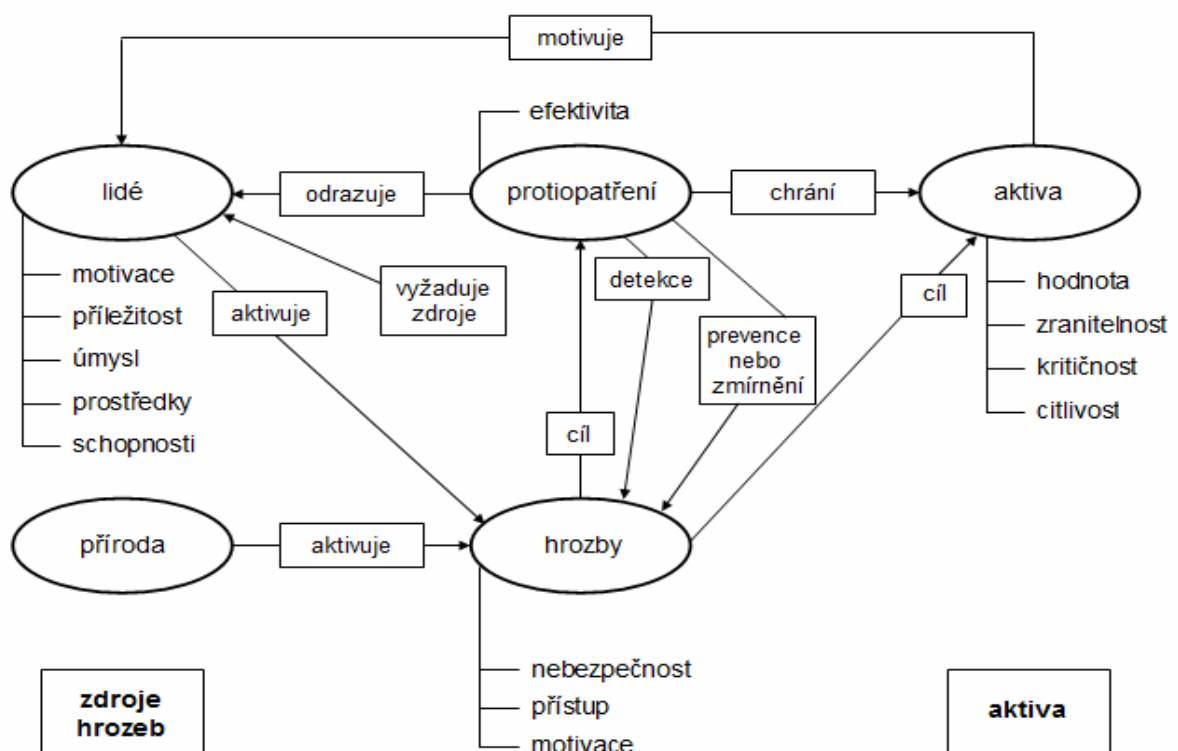 motivuje
efektivita
lidé
odrazuje
protiopatření
chrání
aktiva
motivace
příležitost
úmysl
prostředky
schopnosti
aktivuje
vyžaduje
zdroje
detekce
prevence
nebo
zmírnění
cíl
cíl
hodnota
zranitelnost
kritičnost
citlivost
příroda
aktivuje
hrozby
nebezpečnost
přístup
motivace
zdroje
hrozeb
aktiva